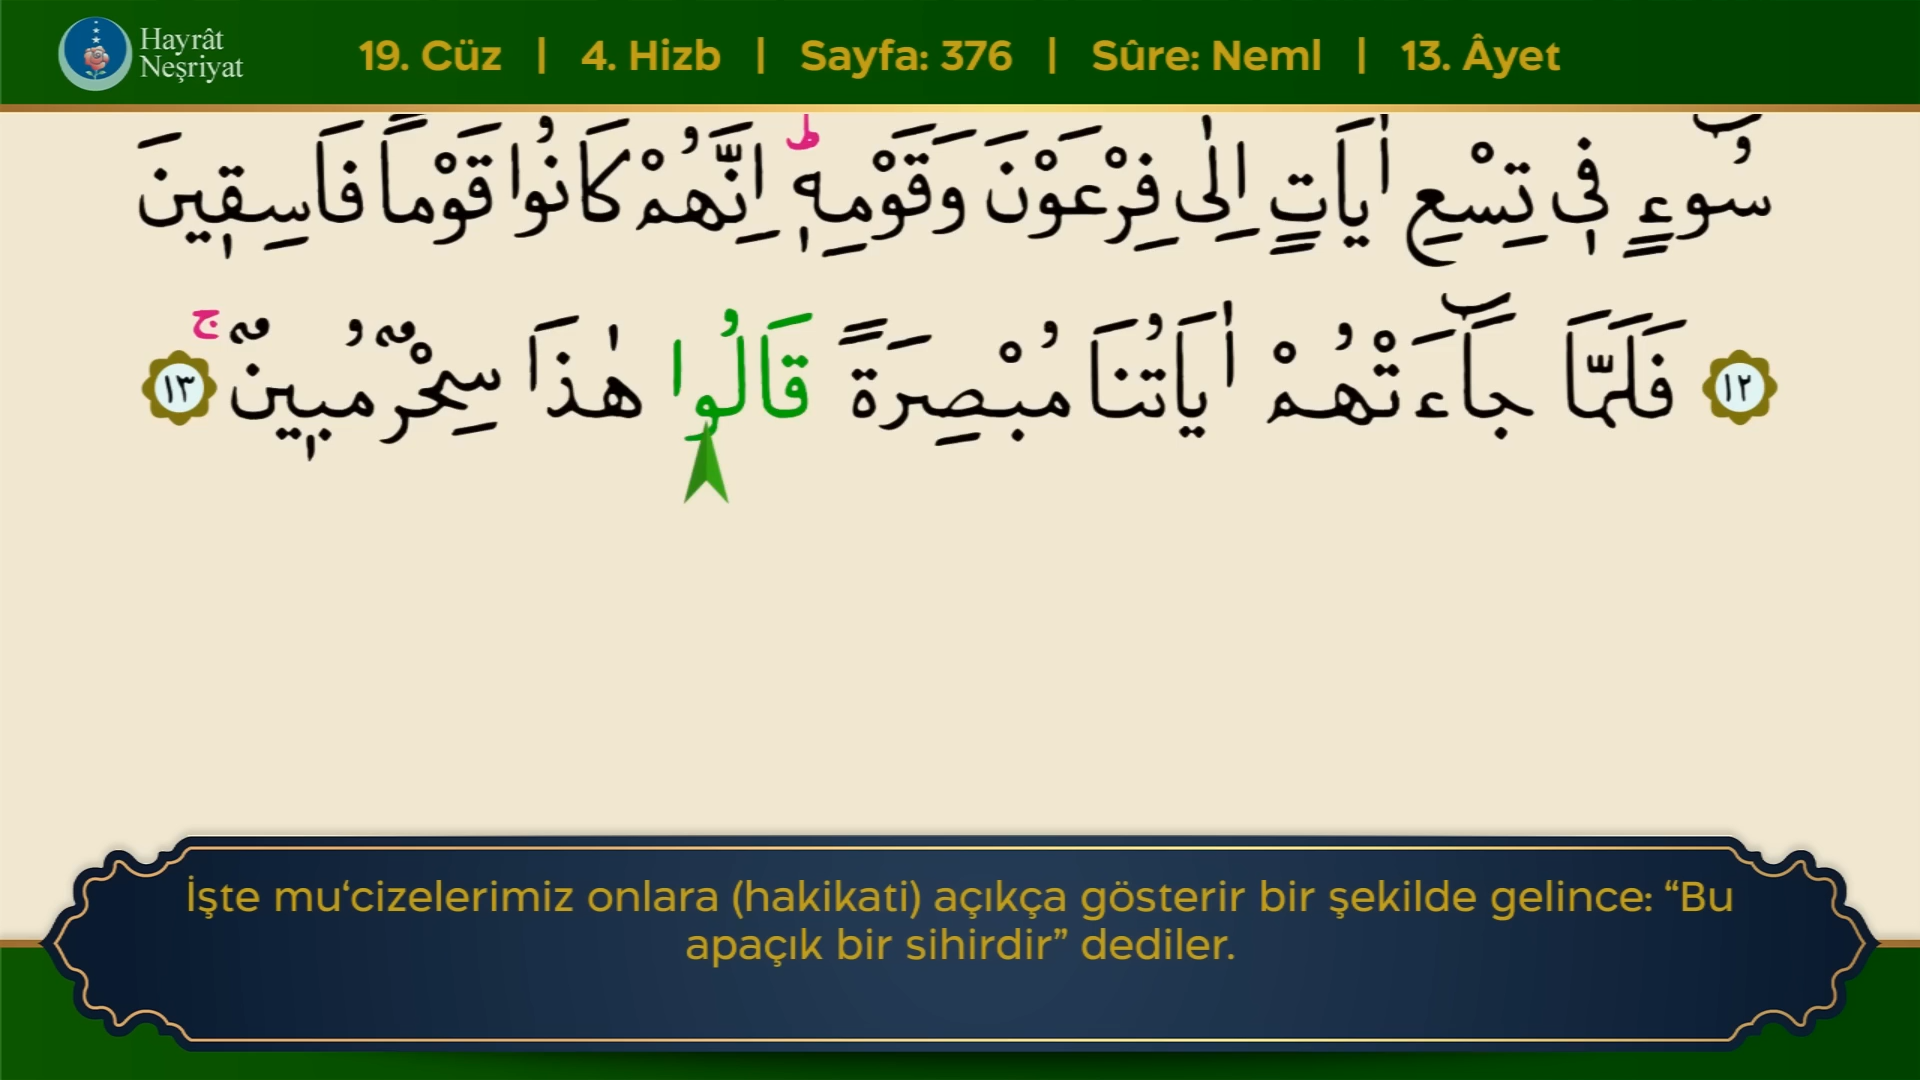 Hayrât
Neşriyat
19. Cüz | 4. Hizb | Sayfa: 376 | Sûre: Neml | 13. Âyet
سُٓوءٍ ف۪ي تِسْعِ اٰيَاتٍ اِلٰى فِرْعَوْنَ وَقَوْمِه۪ۜ اِنَّهُمْ كَانُوا قَوْمًا فَاسِق۪ينَ
﴿١٢﴾ فَلَمَّا جَٓاءَتْهُمْ اٰيَاتُنَا مُبْصِرَةً قَالُوا هٰذَا سِحْرٌ مُب۪ينٌۚ ﴿١٣﴾
İşte mu‘cizelerimiz onlara (hakikati) açıkça gösterir bir şekilde gelince: “Bu
apaçık bir sihirdir” dediler.